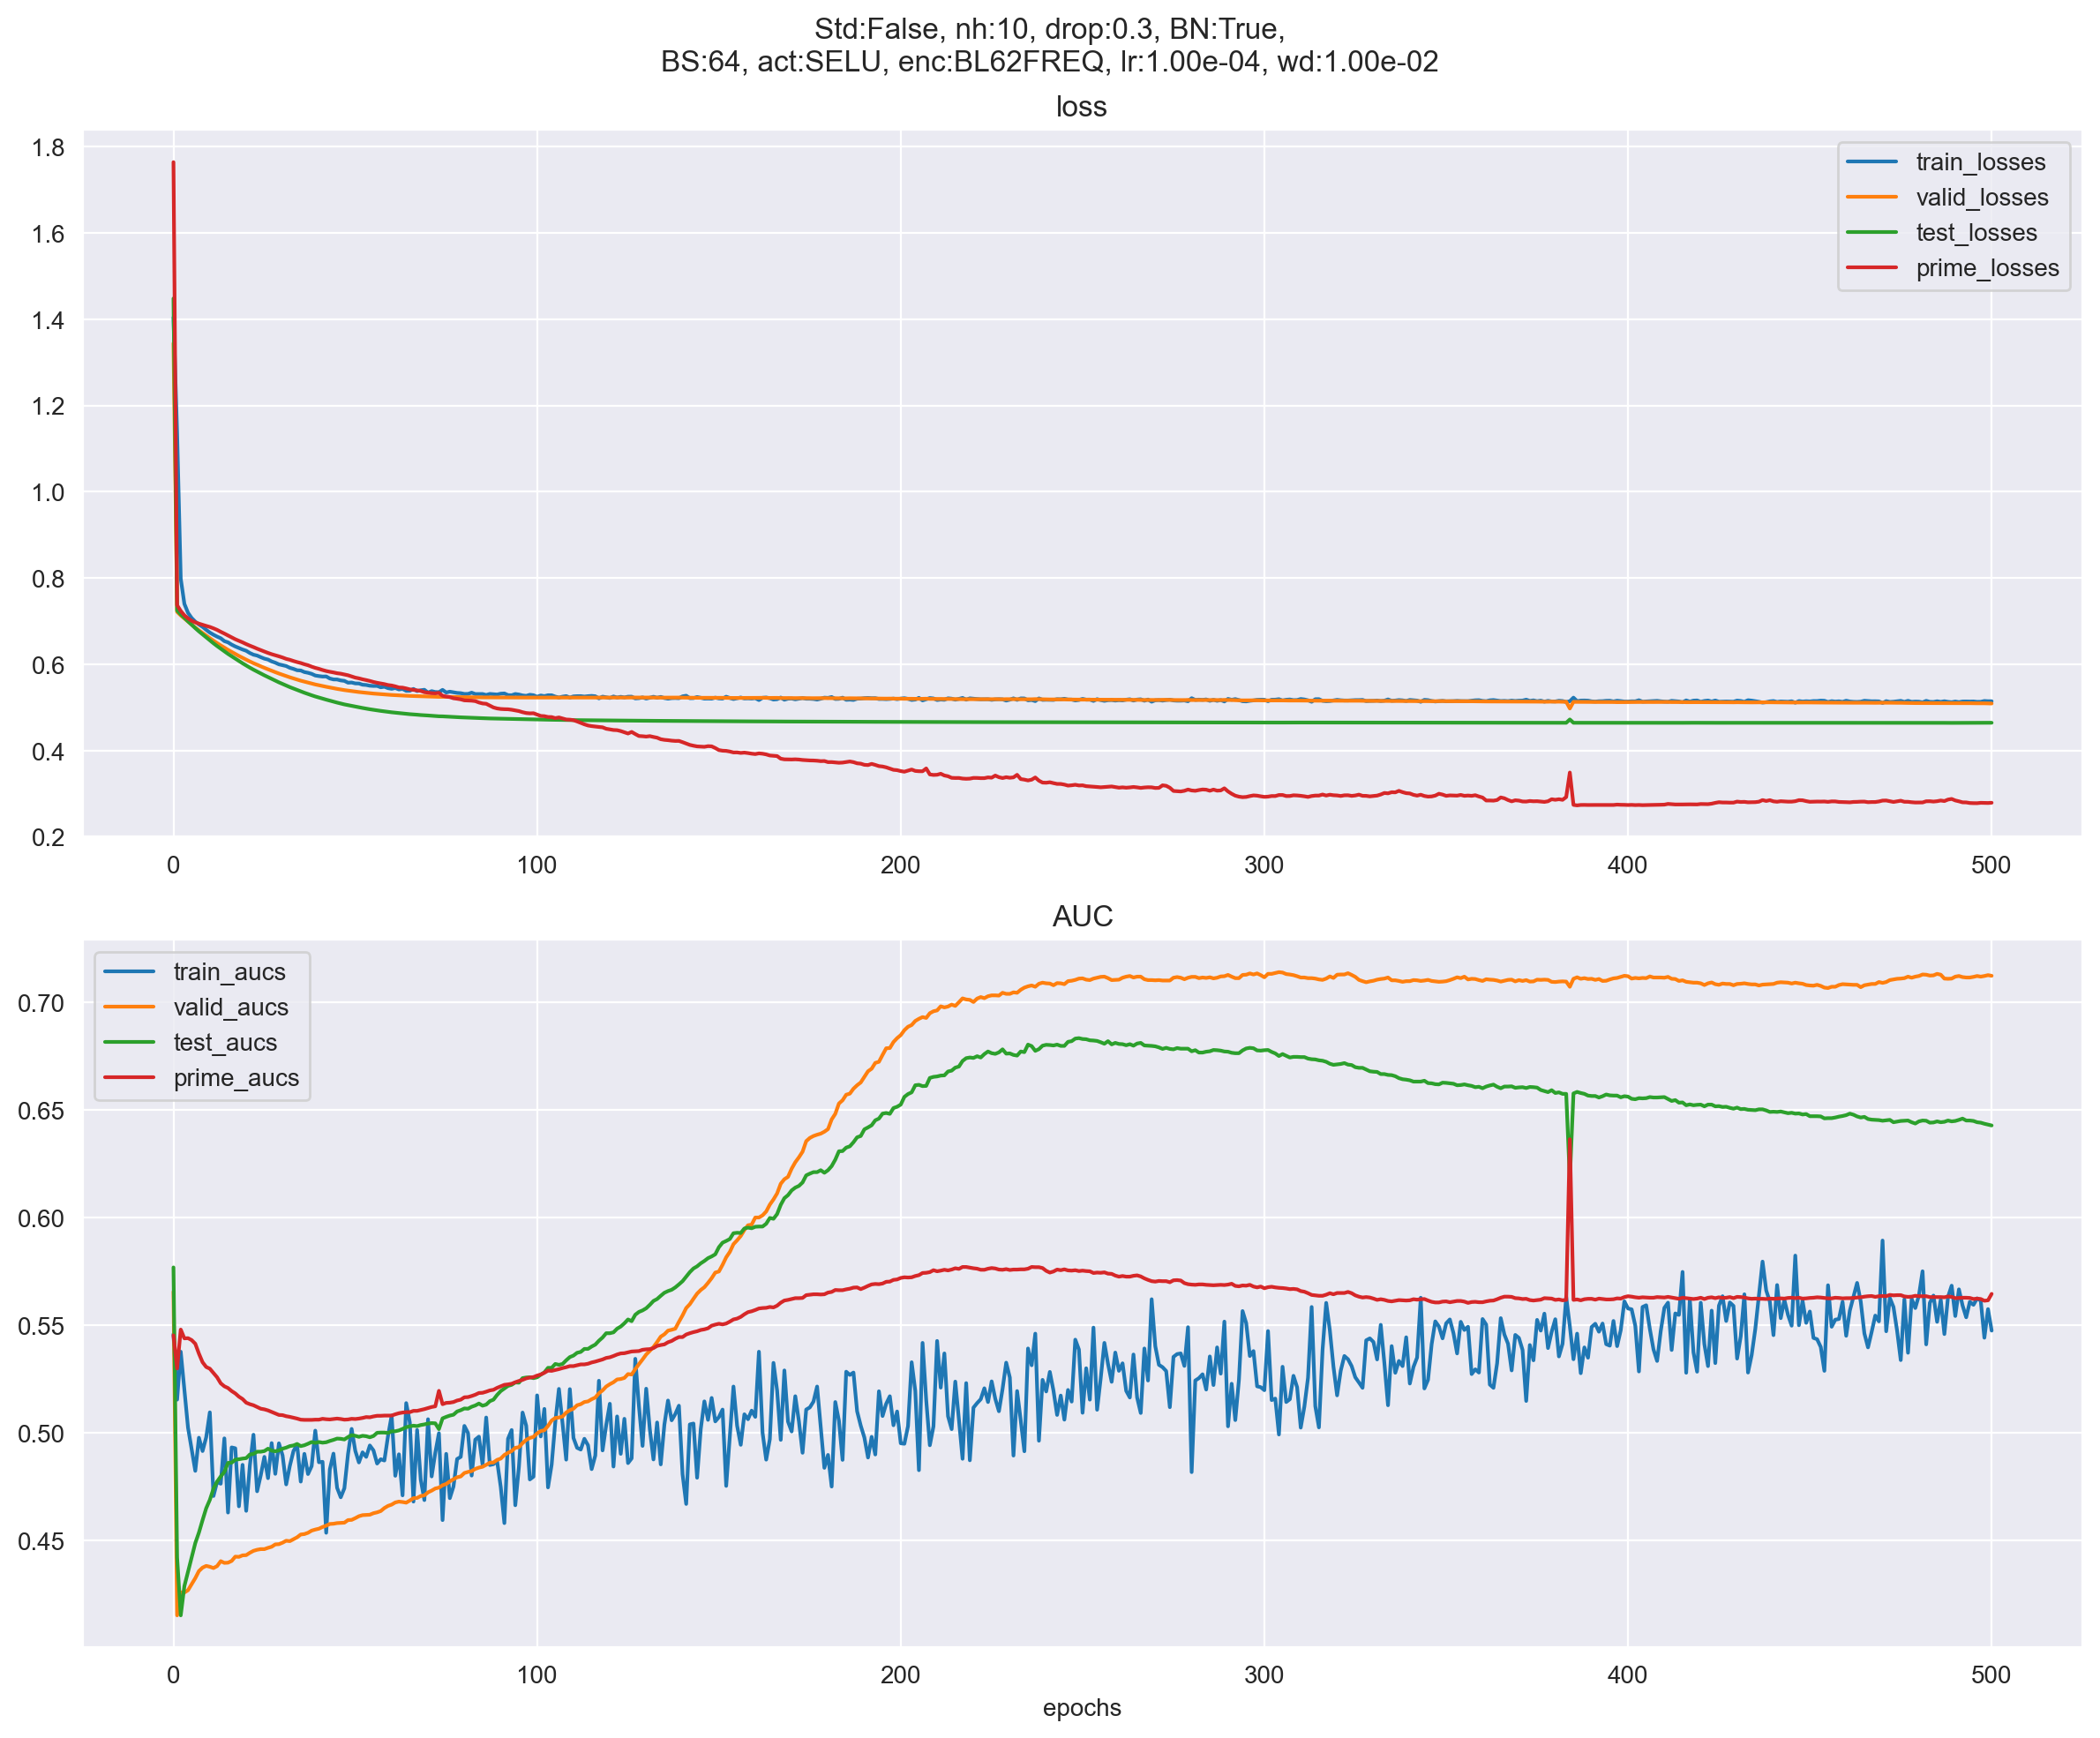 Std:False, nh:10, drop:0.3, BN:True,
BS:64, act:SELU, enc:BL62FREQ, lr:1.00e-04, wd:1.00e-02
loss
1.8
1.6
1.4
1.2
1.0
0.8
0.6
0.4
0.2
train_losses
valid_losses
test_losses
prime_losses
0 100 200 300 400 500
AUC
train_aucs
valid_aucs
test_aucs
prime_aucs
0.70
0.65
0.60
0.55
0.50
0.45
0 100 200 300 400 500
epochs